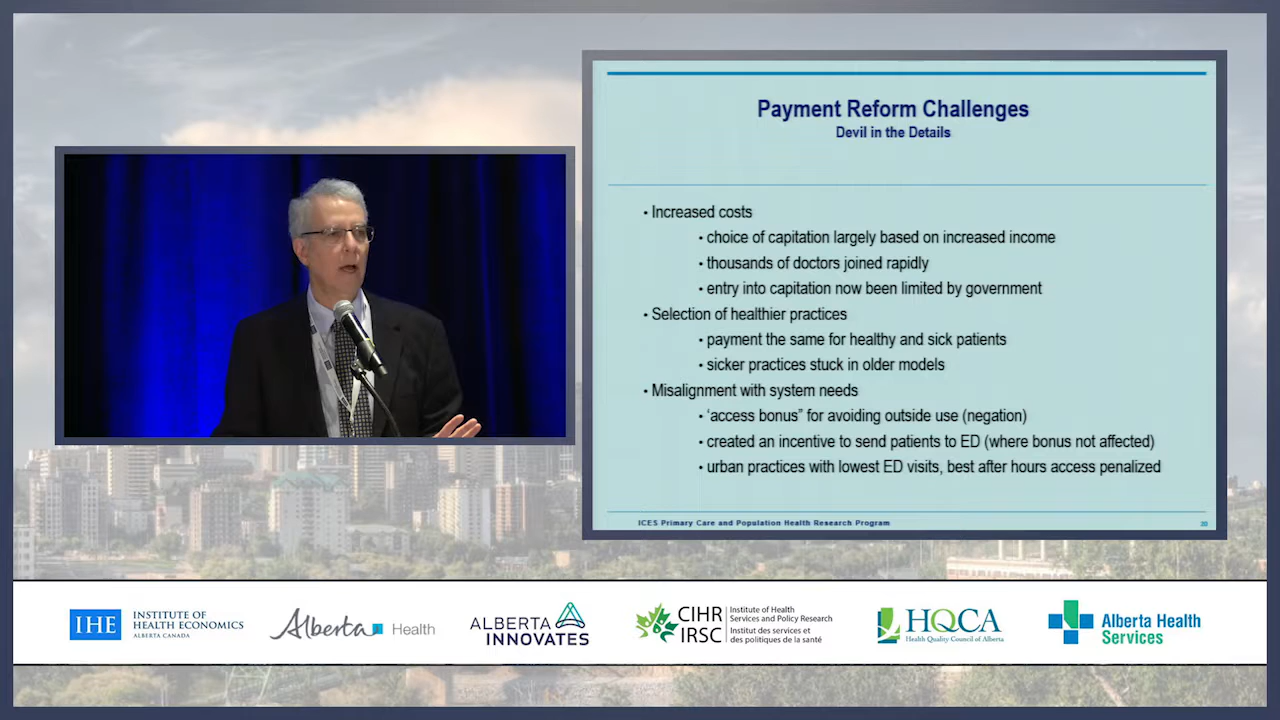 Payment Reform Challenges
Devil in the Details
• Increased costs
• choice of capitation largely based on increased income
• thousands of doctors joined rapidly
• entry into capitation now been limited by government
• Selection of healthier practices
• payment the same for healthy and sick patients
• sicker practices stuck in older models
• Misalignment with system needs
• ‘access bonus” for avoiding outside use (negation)
• created an incentive to send patients to ED (where bonus not affected)
• urban practices with lowest ED visits, best after hours access penalized
ICES Primary Care and Population Health Research Program
20
IHE
INSTITUTE OF
HEALTH ECONOMICS
ALBERTA CANADA
Alberta Health
ALBERTA
INNOVATES
CIHR
IRSC
Institute of Health
Services and Policy Research
Institut des services et
des politiques de la santé
HQCA
Health Quality Council of Alberta
Alberta Health
Services